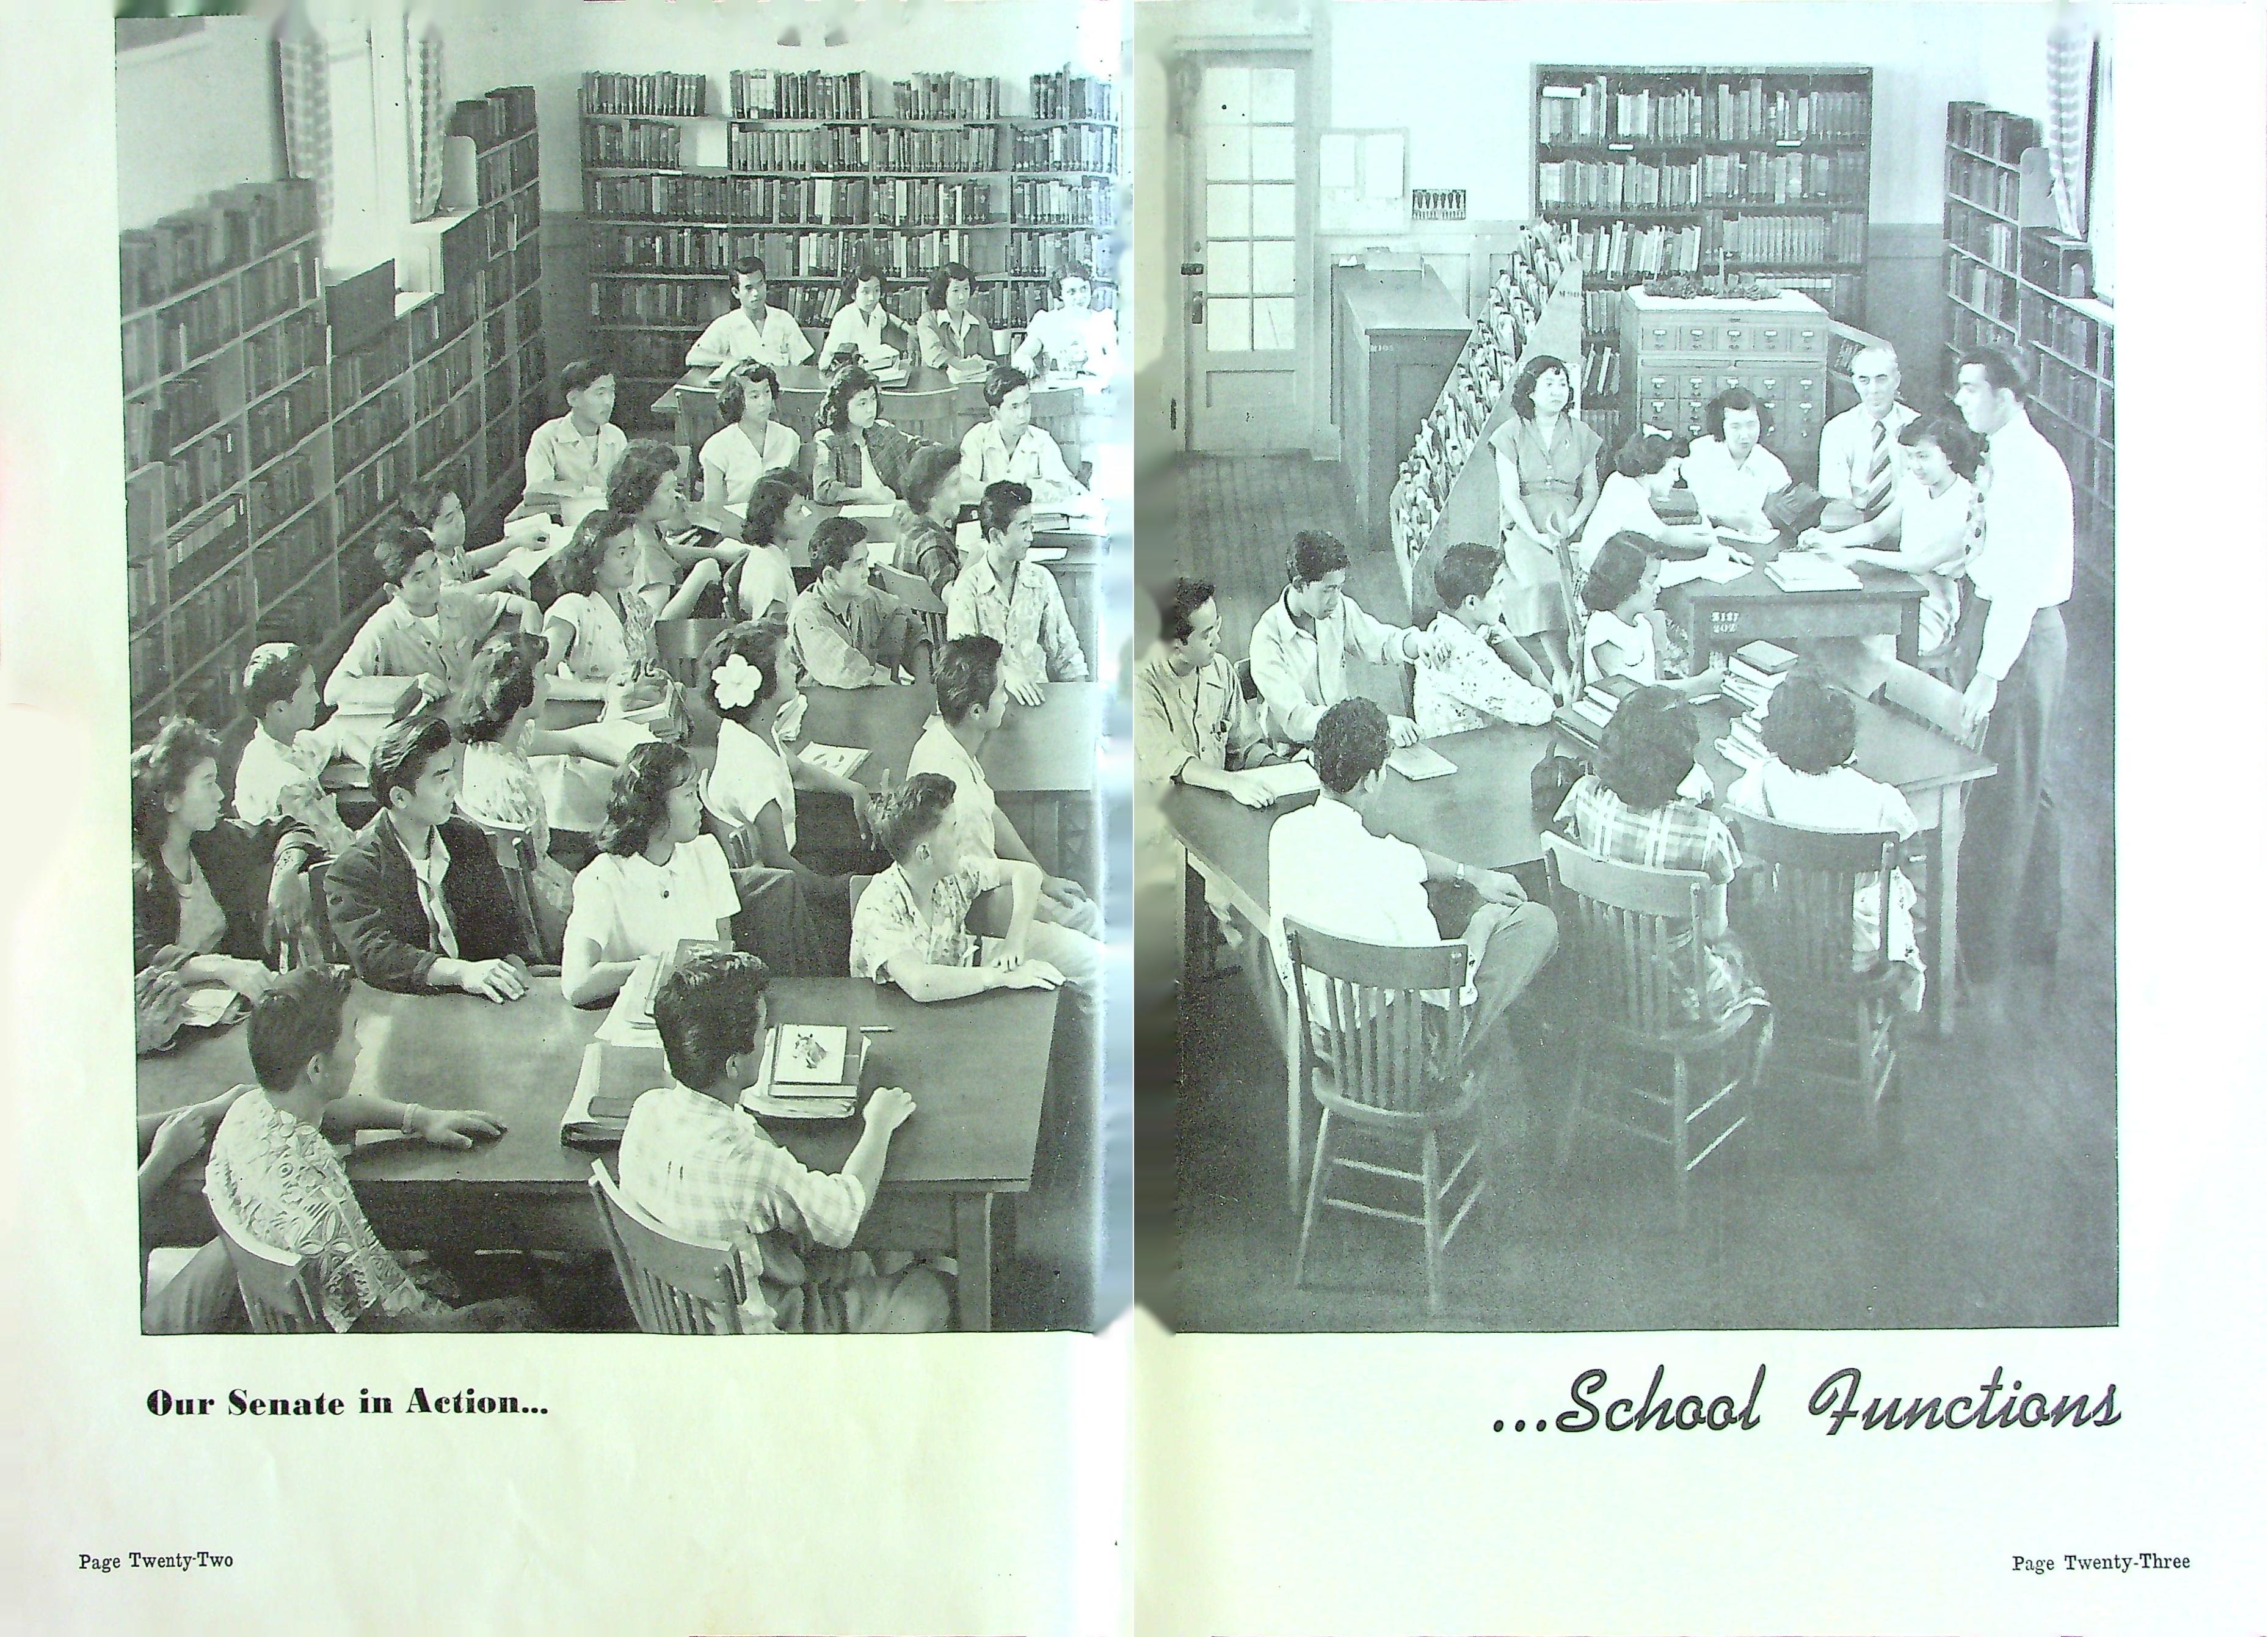 Our Senate in Action...
Page Twenty-Two
...School Functions
Page Twenty-Three